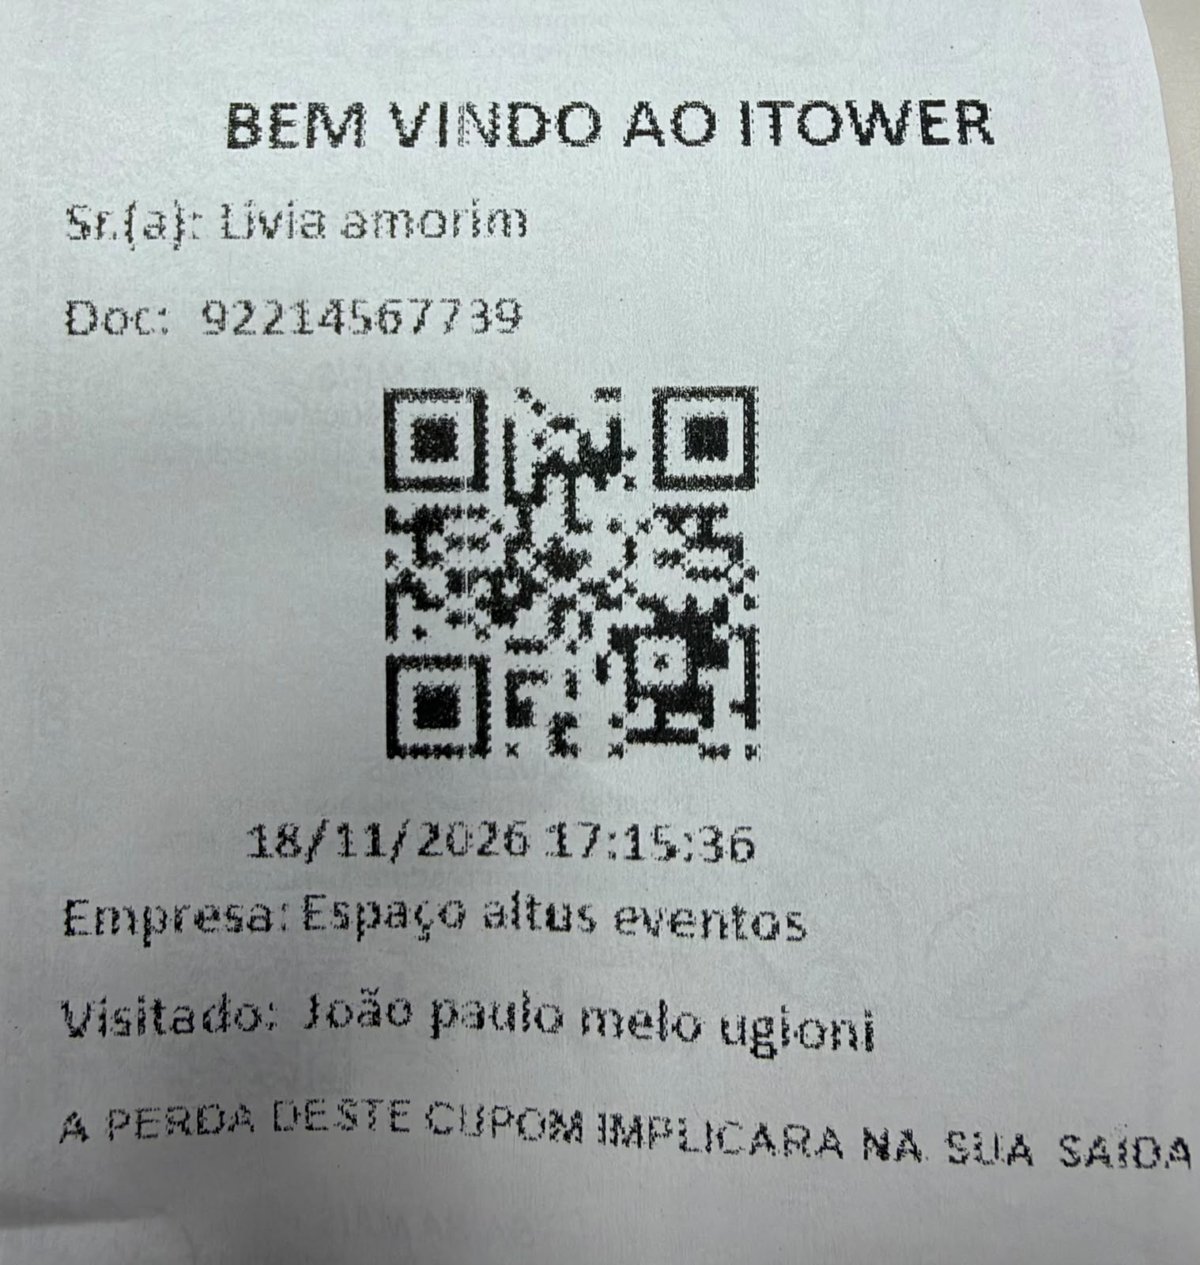 BEM VINDO AO ITOWER
Sr.(a): Livia amorim
Doc: 92214567739
18/11/2026 17:15:36
Empresa: Espaço altus eventos
Visitado: João paulo melo ugioni
A PERDA DESTE CUPOM IMPLICARA NA SUA SAIDA